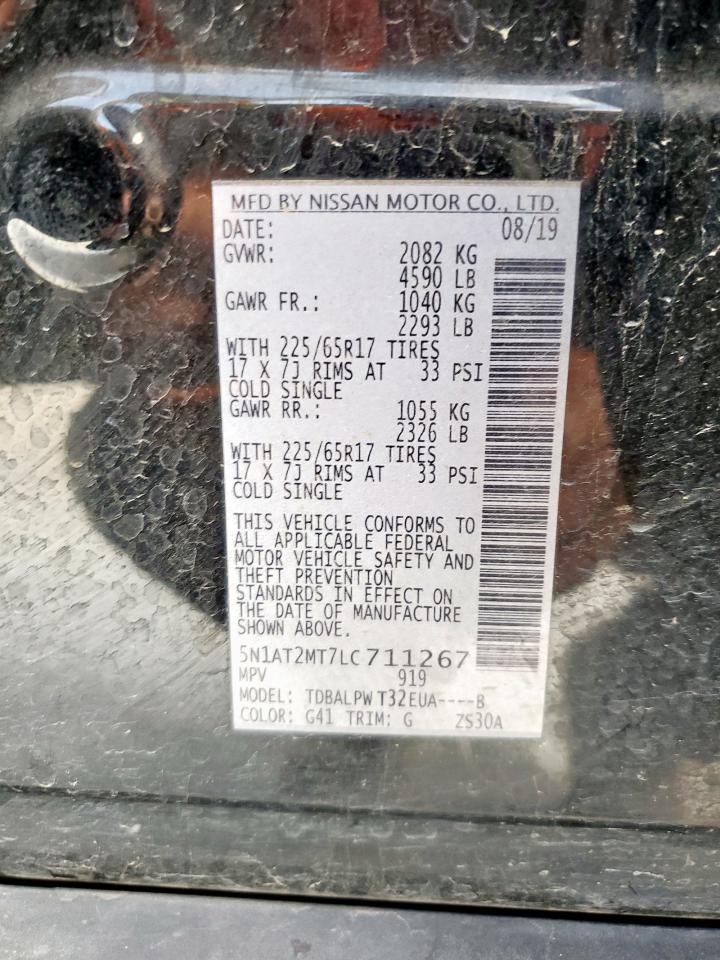 MFD BY NISSAN MOTOR CO., LTD.
DATE: 08/19
GVWR: 2082 KG
4590 LB
GAWR FR.: 1040 KG
2293 LB
WITH 225/65R17 TIRES
17 X 7J RIMS AT 33 PSI
COLD SINGLE
GAWR RR.: 1055 KG
2326 LB
WITH 225/65R17 TIRES
17 X 7J RIMS AT 33 PSI
COLD SINGLE
THIS VEHICLE CONFORMS TO
ALL APPLICABLE FEDERAL
MOTOR VEHICLE SAFETY AND
THEFT PREVENTION
STANDARDS IN EFFECT ON
THE DATE OF MANUFACTURE
SHOWN ABOVE.
5N1AT2MT7LC711267
MPV 919
MODEL: TDBALPW T32EUA----B
COLOR: G41 TRIM: G ZS30A